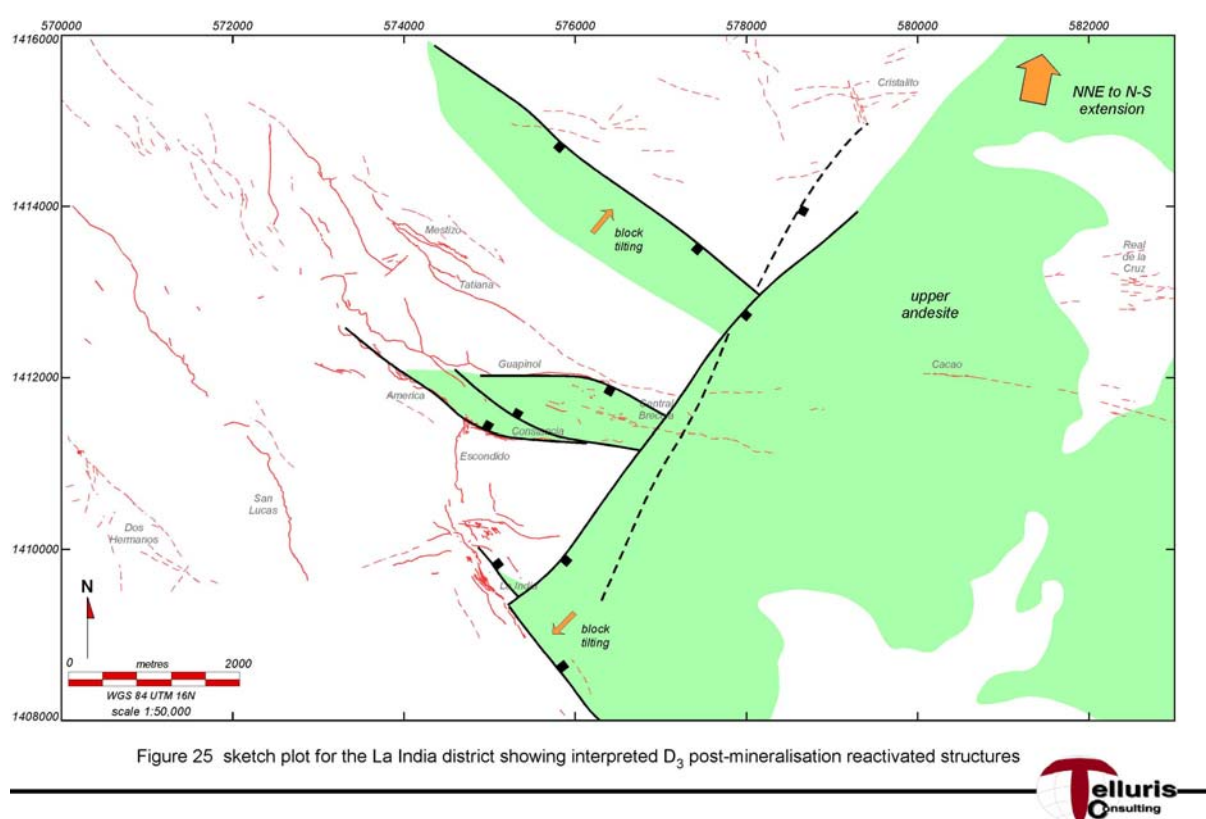 570000
572000
574000
576000
578000
580000
582000
1416000
Cristalito
NNE to N-S
extension
1414000
Mestizo
block
tilting
Real
de la
Cruz
Tatiana
upper
andesite
Guapinol
Cacao
1412000
America
Central
Breccia
Constancia
Escondido
San
Lucas
Dos
Hermanos
1410000
La India
N
block
tilting
0 metres 2000
WGS 84 UTM 16N
scale 1:50,000
1408000
Figure 25 sketch plot for the La India district showing interpreted D3 post-mineralisation reactivated structures
Telluris
Consulting